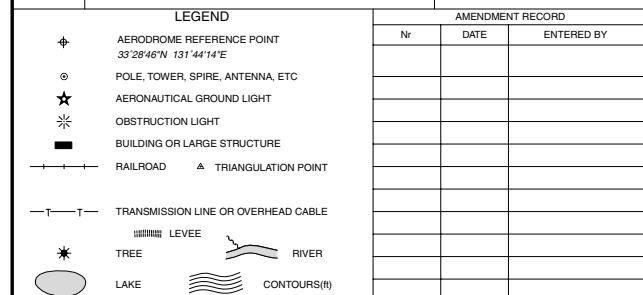 LEGEND
AERODROME REFERENCE POINT
33˚28'46"N 131˚44'14"E
POLE, TOWER, SPIRE, ANTENNA, ETC
AERONAUTICAL GROUND LIGHT
OBSTRUCTION LIGHT
BUILDING OR LARGE STRUCTURE
RAILROAD TRIANGULATION POINT
T T TRANSMISSION LINE OR OVERHEAD CABLE
LEVEE
TREE RIVER
LAKE CONTOURS(ft)
AMENDMENT RECORD
Nr DATE ENTERED BY